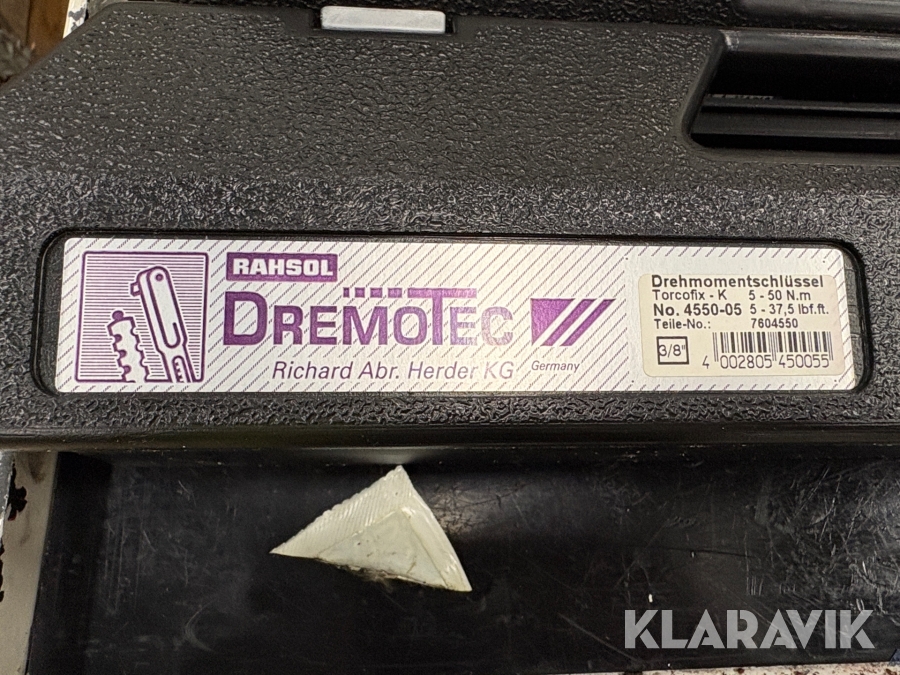 RAHSOL
DREMOTEC
Richard Abr. Herder KG
Germany
Drehmomentschlüssel
Torcofix - K 5 - 50 N.m
No. 4550-05 5 - 37,5 lbf.ft.
Teile-No.: 7604550
3/8"
4 002805 450055
KLARAVIK